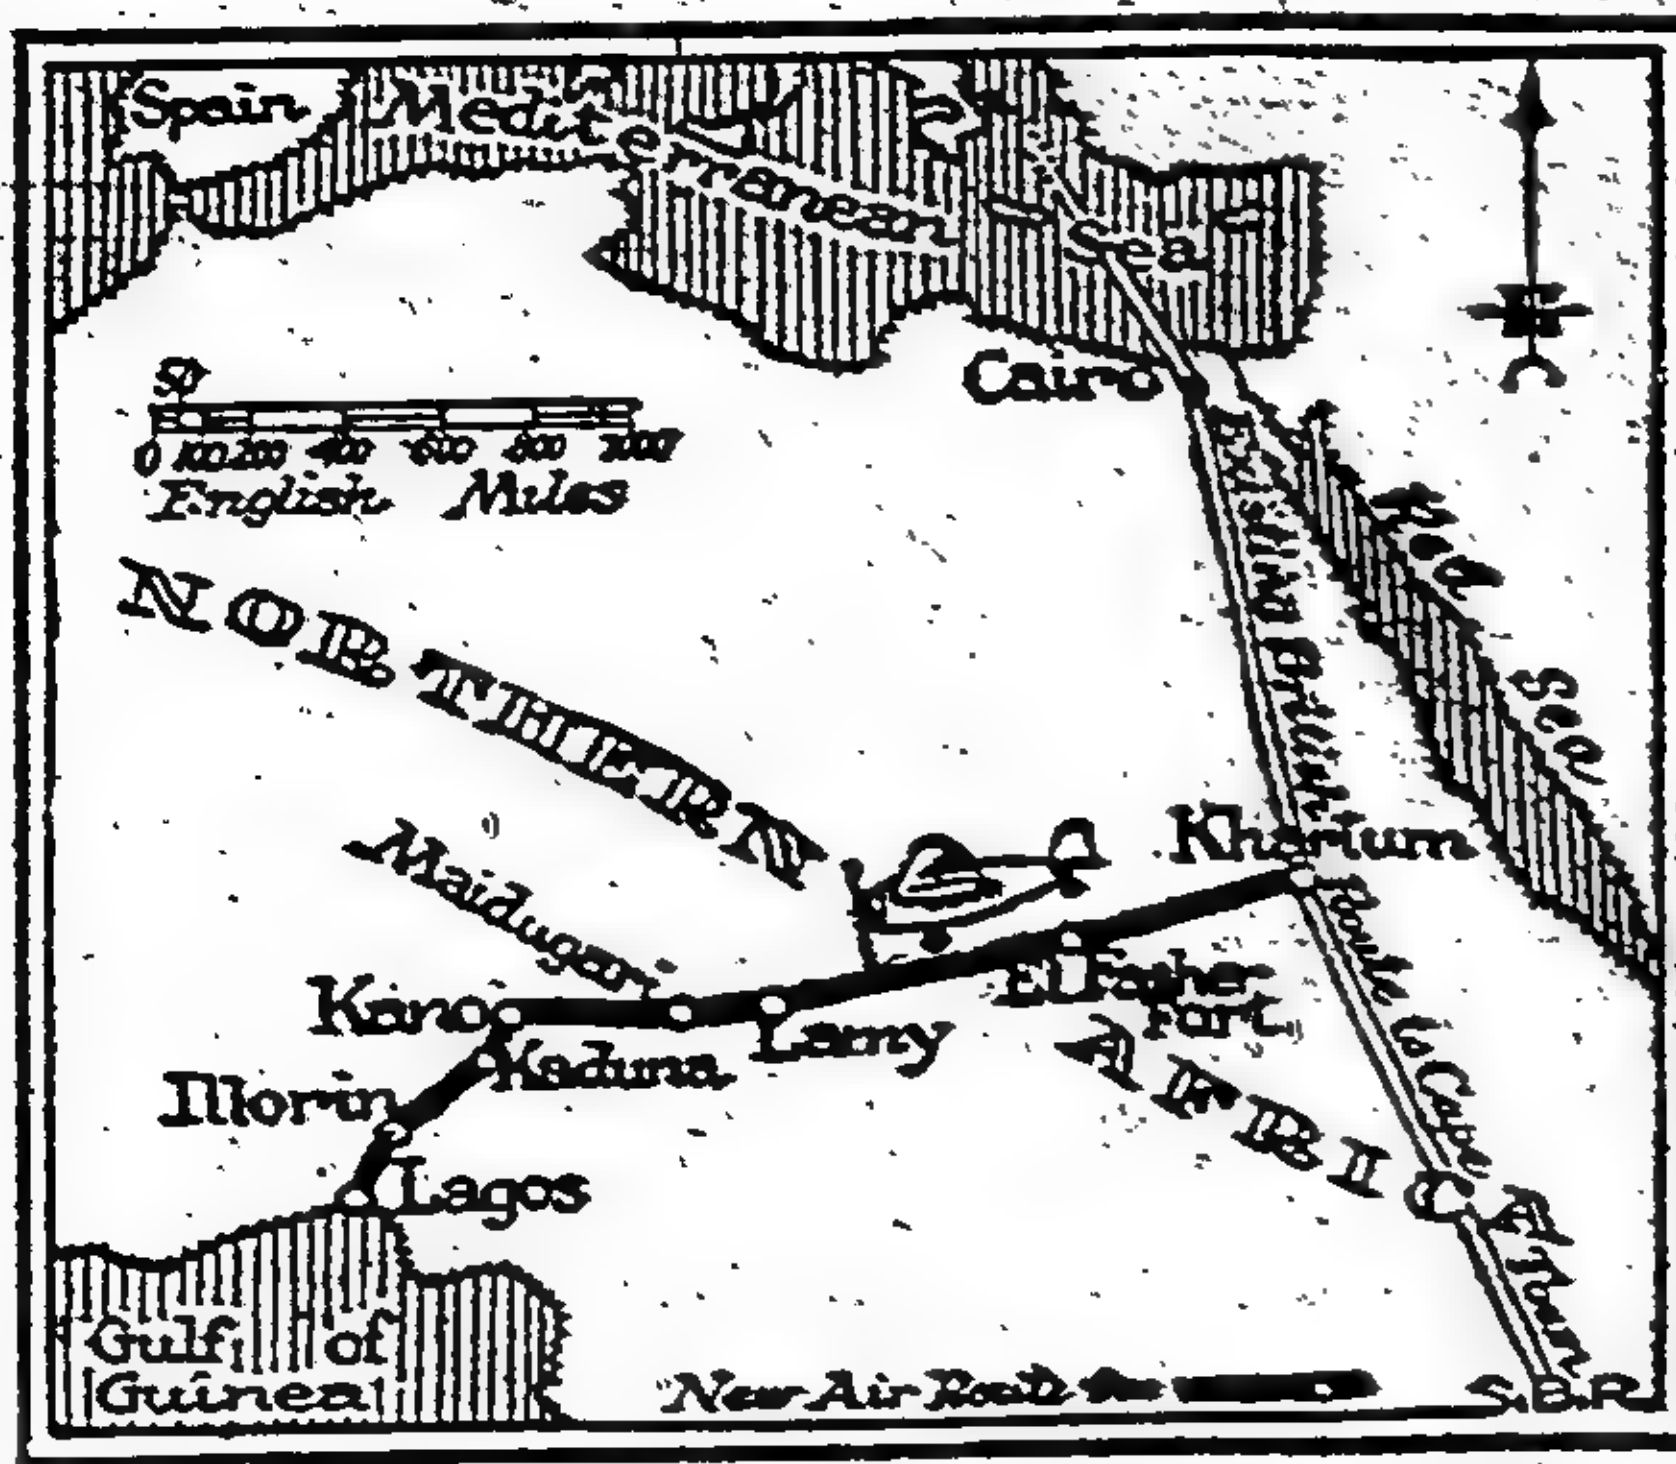 Spain
Mediterranean Sea
Cairo
50
0 100 200 400 600 800 1000
English Miles
Red Sea
Existing British Route to Cape Town
NORTHERN
AFRICA
Khartum
Maidugari
Kano
El Fasher
Fort
Lamy
Kaduna
Illorin
Lagos
Gulf of
Guinea
New Air Route
S.B.R.